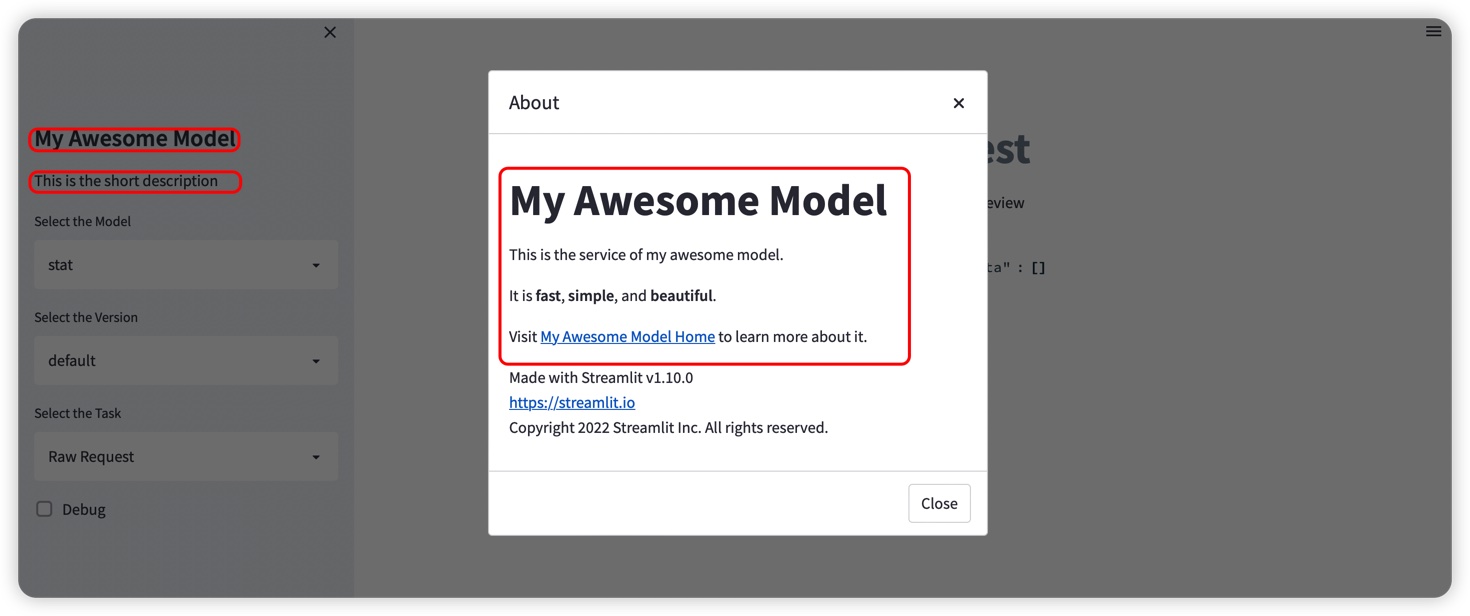 My Awesome Model
This is the short description
Select the Model
stat
Select the Version
default
Select the Task
Raw Request
Debug
About
My Awesome Model
This is the service of my awesome model.
It is fast, simple, and beautiful.
Visit My Awesome Model Home to learn more about it.
Made with Streamlit v1.10.0
https://streamlit.io
Copyright 2022 Streamlit Inc. All rights reserved.
Close
est
eview
ta" : []